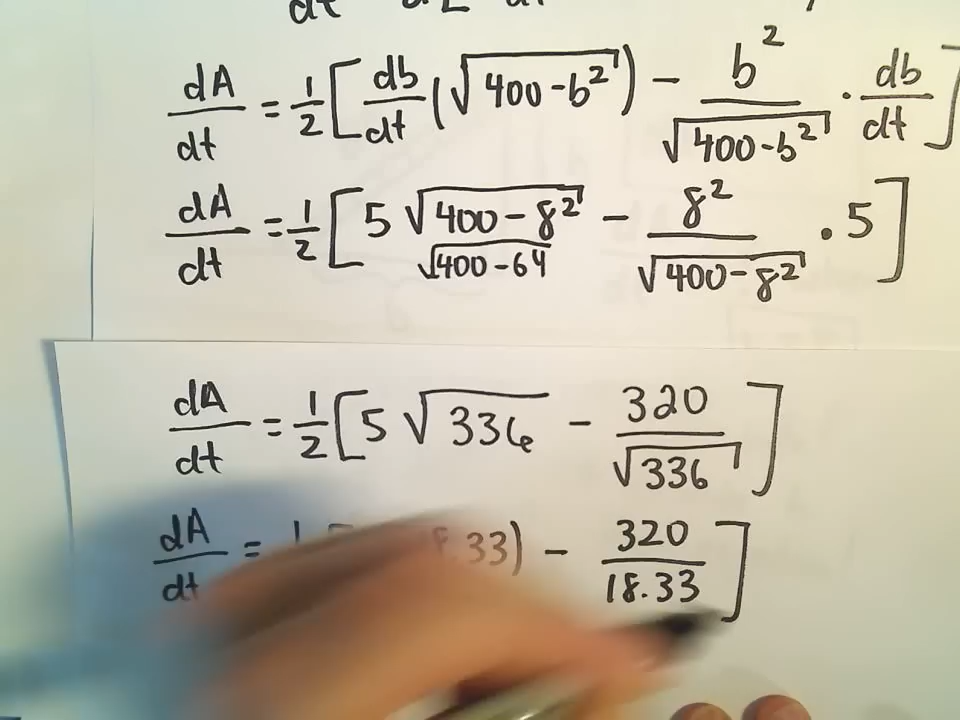 dA/dt = 1/2 [ db/dt (√(400-b²)) - b²/√(400-b²) · db/dt ]
dA/dt = 1/2 [ 5 √(400-8²) - 8²/√(400-8²) · 5 ]
√(400-64)
dA/dt = 1/2 [ 5 √336 - 320/√336 ]
dA/dt = .33) - 320/18.33 ]